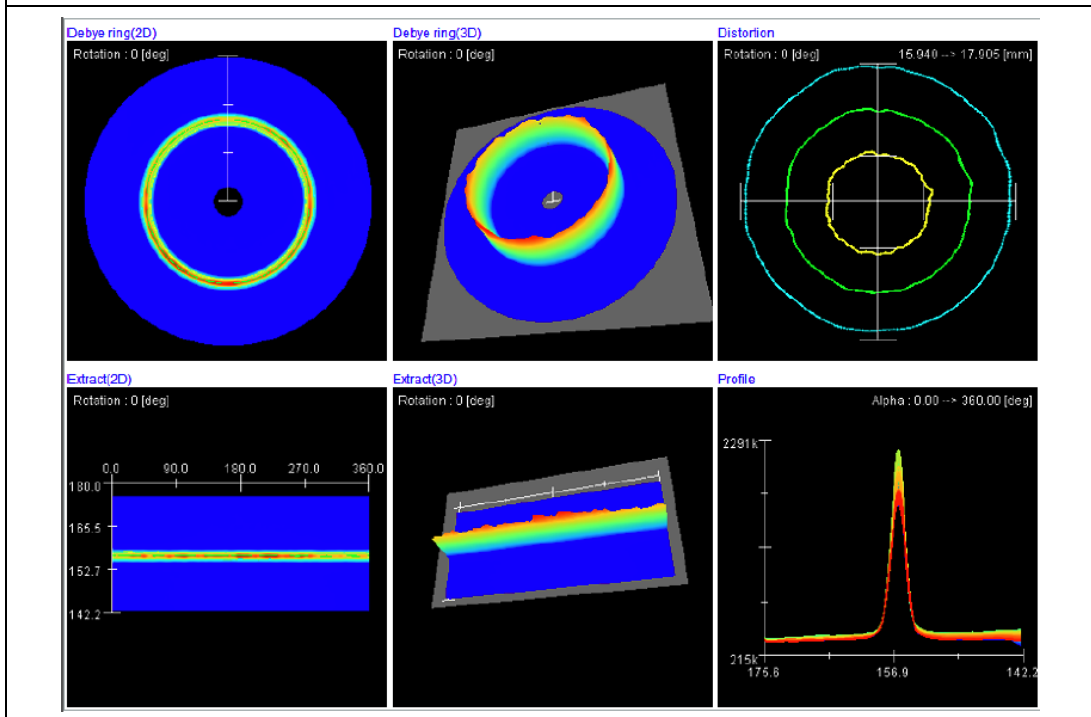 Debye ring(2D)
Rotation : 0 [deg]
Debye ring(3D)
Rotation : 0 [deg]
Distortion
Rotation : 0 [deg]
15.940 --> 17.905 [mm]
Extract(2D)
Rotation : 0 [deg]
0.0 90.0 180.0 270.0 360.0
180.0
165.5
152.7
142.2
Extract(3D)
Rotation : 0 [deg]
Profile
Alpha : 0.00 --> 360.00 [deg]
2291k
215k
175.6 156.9 142.2